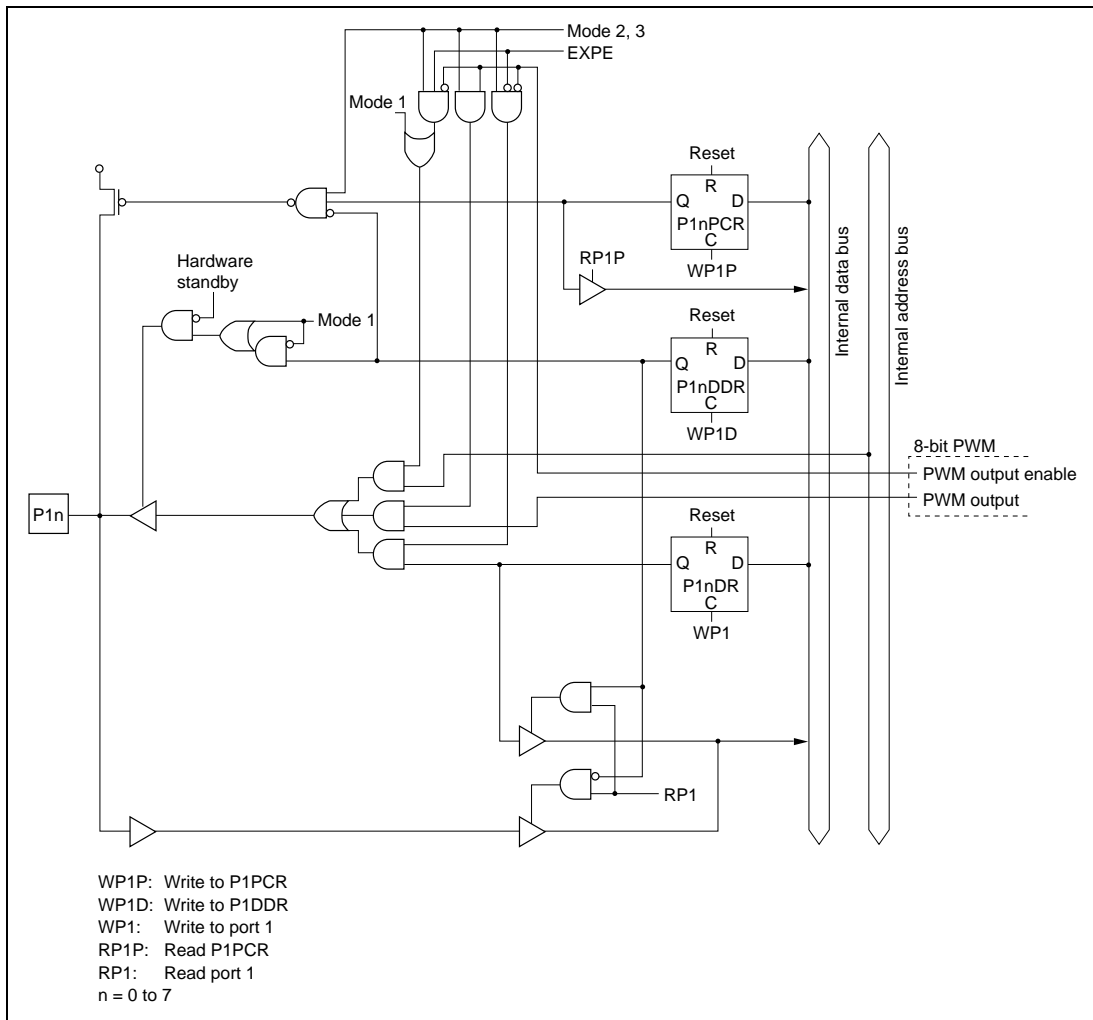 Mode 2, 3
EXPE
Mode 1
Reset
R
Q D
P1nPCR
C
WP1P
RP1P
Hardware
standby
Mode 1
Reset
R
Q D
P1nDDR
C
WP1D
Internal data bus
Internal address bus
8-bit PWM
PWM output enable
PWM output
P1n
Reset
R
Q D
P1nDR
C
WP1
RP1
WP1P: Write to P1PCR
WP1D: Write to P1DDR
WP1: Write to port 1
RP1P: Read P1PCR
RP1: Read port 1
n = 0 to 7